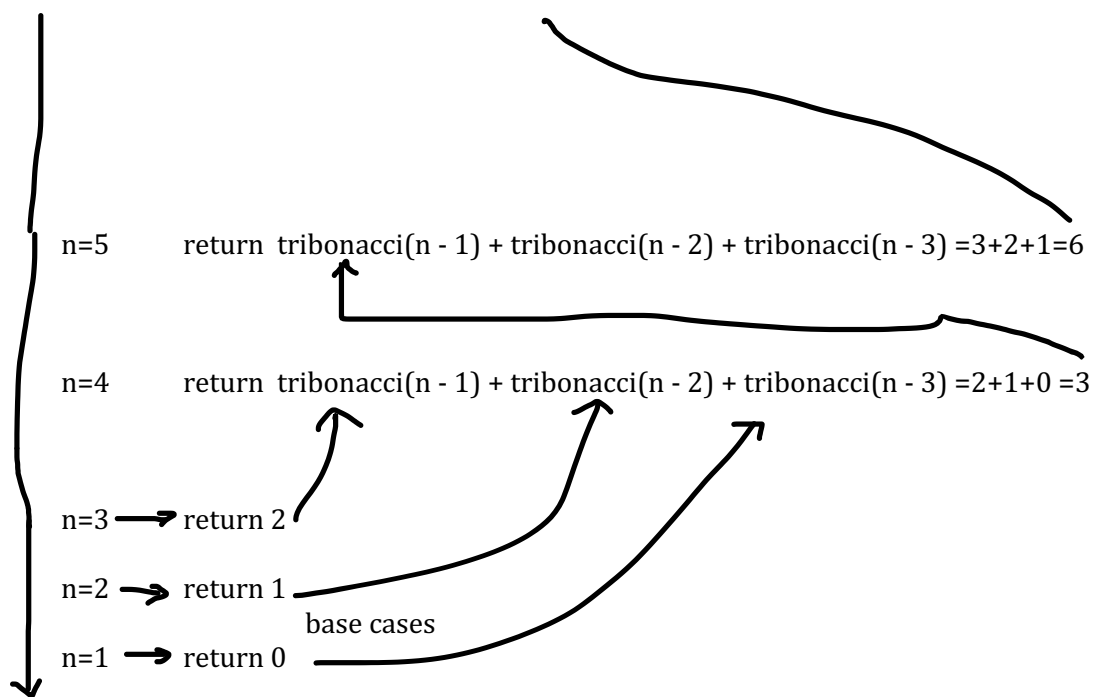 n=5 return tribonacci(n - 1) + tribonacci(n - 2) + tribonacci(n - 3) =3+2+1=6
n=4 return tribonacci(n - 1) + tribonacci(n - 2) + tribonacci(n - 3) =2+1+0 =3
n=3 return 2
n=2 return 1
base cases
n=1 return 0